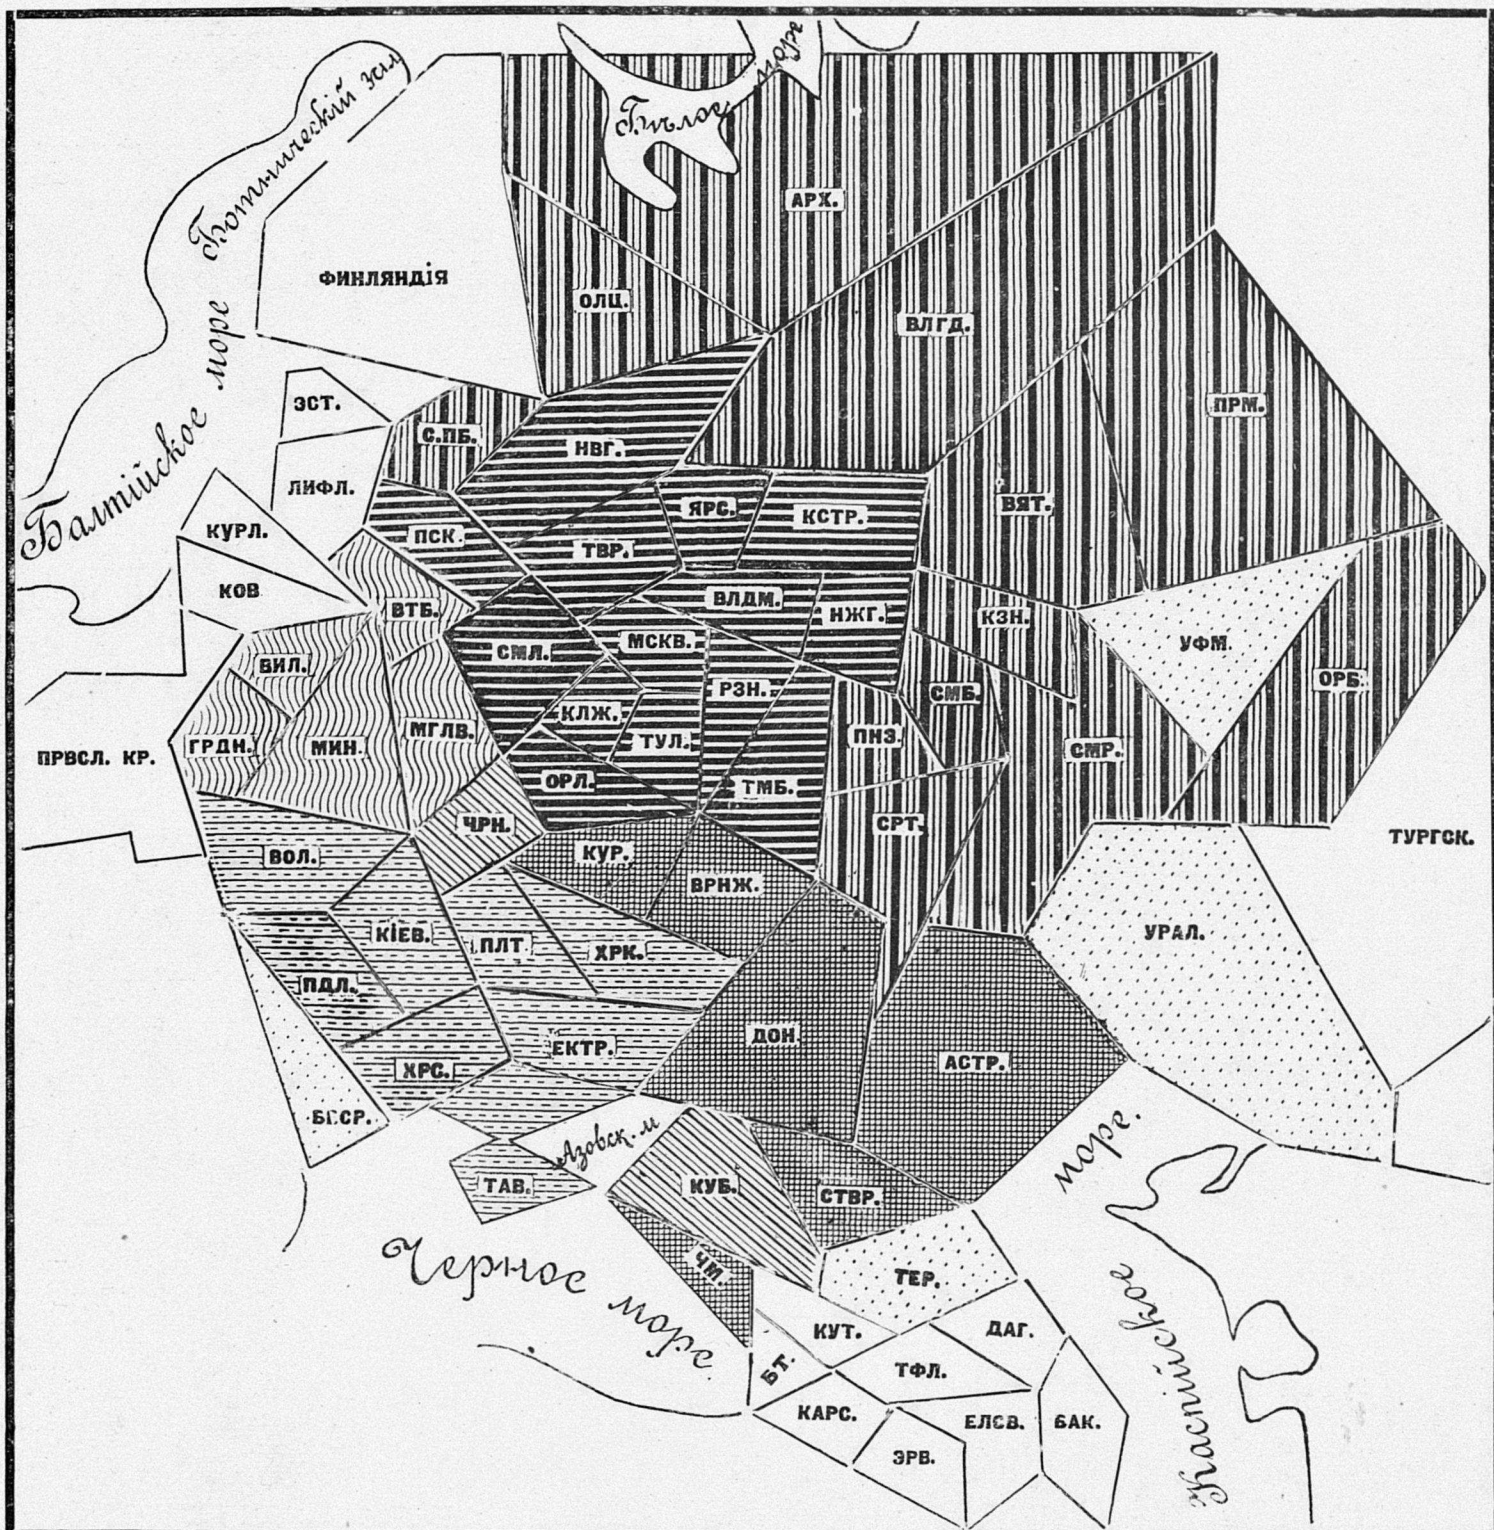 Ботническій зал
Бѣлое море
АРХ.
ФИНЛЯНДІЯ
ОЛЦ.
ВЛГД.
Балтійское море
ЭСТ.
С.ПБ.
НВГ.
ПРМ.
ЛИФЛ.
ЯРС.
КСТР.
ВЯТ.
КУРЛ.
ПСК.
ТВР.
КОВ
ВТБ.
ВЛДМ.
НЖГ.
КЗН.
УФМ.
ВИЛ.
СМЛ.
МСКВ.
РЗН.
СМБ.
ОРБ.
ГРДН.
МИН.
МГЛВ.
КЛЖ.
ТУЛ.
ПНЗ.
СМР.
ПРВСЛ. КР.
ОРЛ.
ТМБ.
ЧРН.
СРТ.
ТУРГСК.
ВОЛ.
КУР.
ВРНЖ.
КІЕВ.
ПЛТ.
ХРК.
УРАЛ.
ПДЛ.
ЕКТР.
ДОН.
АСТР.
ХРС.
БЕСР.
Азовск. м
ТАВ.
КУБ.
СТВР.
Черное море
ЧМ.
ТЕР.
Каспійское море.
КУТ.
ДАГ.
БТ.
ТФЛ.
КАРС.
ЕЛСВ.
БАК.
ЭРВ.